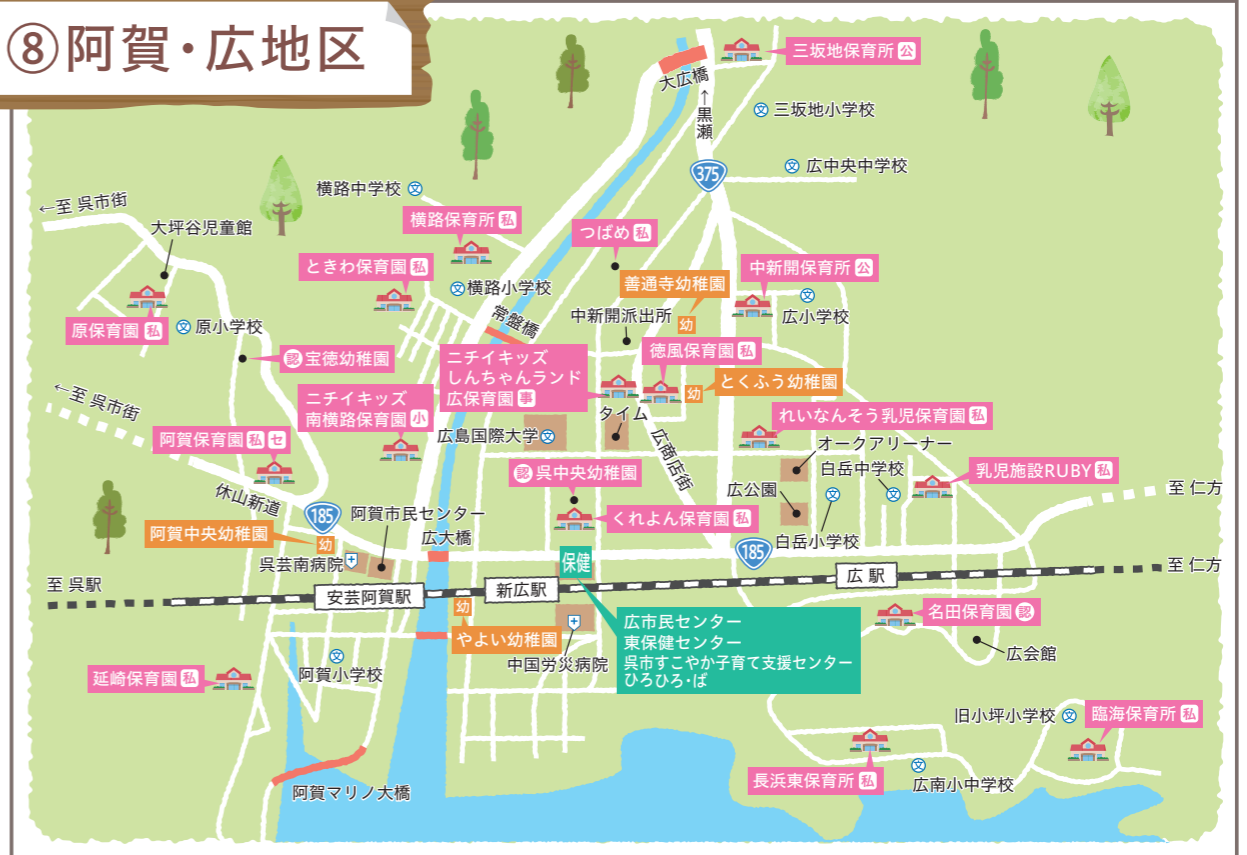 ⑧阿賀・広地区
三坂地保育所 公
大広橋
←黒瀬
三坂地小学校
文
広中央中学校
文
375
横路中学校
文
←至 呉市街
大坪谷児童館
横路保育所 私
つばめ 私
ときわ保育園 私
中新開保育所 公
善通寺幼稚園
幼
文
横路小学校
文
広小学校
原保育園 私
文
原小学校
常盤橋
中新開派出所
認 宝徳幼稚園
ニチイキッズ
しんちゃんランド
広保育園 事
徳風保育園 私
とくふう幼稚園
幼
←至 呉市街
ニチイキッズ
南横路保育園 小
タイム
れいなんそう乳児保育園 私
阿賀保育園 私 セ
広島国際大学
文
広商店街
オークアリーナー
白岳中学校
文
乳児施設RUBY 私
認 呉中央幼稚園
広公園
文
至 仁方
休山新道
185
阿賀市民センター
くれよん保育園 私
白岳小学校
阿賀中央幼稚園
幼
広大橋
185
呉芸南病院
保健
至 仁方
至 呉駅
安芸阿賀駅
新広駅
広 駅
幼
やよい幼稚園
中国労災病院
広市民センター
東保健センター
呉市すこやか子育て支援センター
ひろひろ・ば
名田保育園 認
広会館
延崎保育園 私
文
阿賀小学校
旧小坪小学校
文
臨海保育所 私
長浜東保育所 私
文
広南小中学校
阿賀マリノ大橋